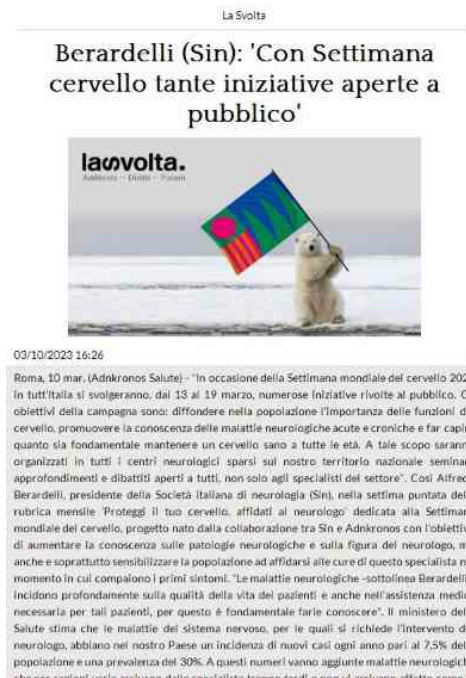 La Svolta
Berardelli (Sin): 'Con Settimana
cervello tante iniziative aperte a
pubblico'
lasvolta.
Ambiente — Diritti — Futuro
03/10/2023 16:26
Roma, 10 mar. (Adnkronos Salute) - "In occasione della Settimana mondiale del cervello 202
in tutt'Italia si svolgeranno, dal 13 al 19 marzo, numerose iniziative rivolte al pubblico. G
obiettivi della campagna sono: diffondere nella popolazione l'importanza delle funzioni d
cervello, promuovere la conoscenza delle malattie neurologiche acute e croniche e far capir
quanto sia fondamentale mantenere un cervello sano a tutte le età. A tale scopo sarann
organizzati in tutti i centri neurologici sparsi sul nostro territorio nazionale seminar
approfondimenti e dibattiti aperti a tutti, non solo agli specialisti del settore". Così Alfred
Berardelli, presidente della Società italiana di neurologia (Sin), nella settima puntata del
rubrica mensile 'Proteggi il tuo cervello, affidati al neurologo' dedicata alla Settiman
mondiale del cervello, progetto nato dalla collaborazione tra Sin e Adnkronos con l'obiettiv
di aumentare la conoscenza sulle patologie neurologiche e sulla figura del neurologo, m
anche e soprattutto sensibilizzare la popolazione ad affidarsi alle cure di questo specialista n
momento in cui compaiono i primi sintomi. "Le malattie neurologiche -sottolinea Berardelli
incidono profondamente sulla qualità della vita dei pazienti e anche nell'assistenza medic
necessaria per tali pazienti, per questo è fondamentale farle conoscere". Il ministero del
Salute stima che le malattie del sistema nervoso, per le quali si richiede l'intervento d
neurologo, abbiano nel nostro Paese un incidenza di nuovi casi ogni anno pari al 7,5% del
popolazione e una prevalenza del 30%. A questi numeri vanno aggiunte malattie neurologich